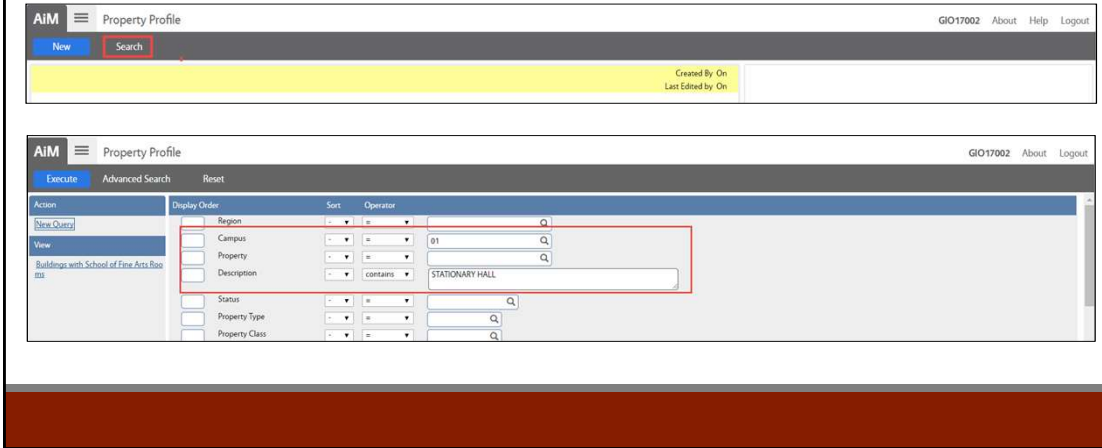 AiM Property Profile GIO17002 About Help Logout
New Search
Created By On
Last Edited by On
AiM Property Profile GIO17002 About Logout
Execute Advanced Search Reset
Action Display Order Sort Operator
New Query Region - =
Campus - = 01
View Property - =
Buildings with School of Fine Arts Roo
ms
Description - contains STATIONARY HALL
Status - =
Property Type - =
Property Class - =